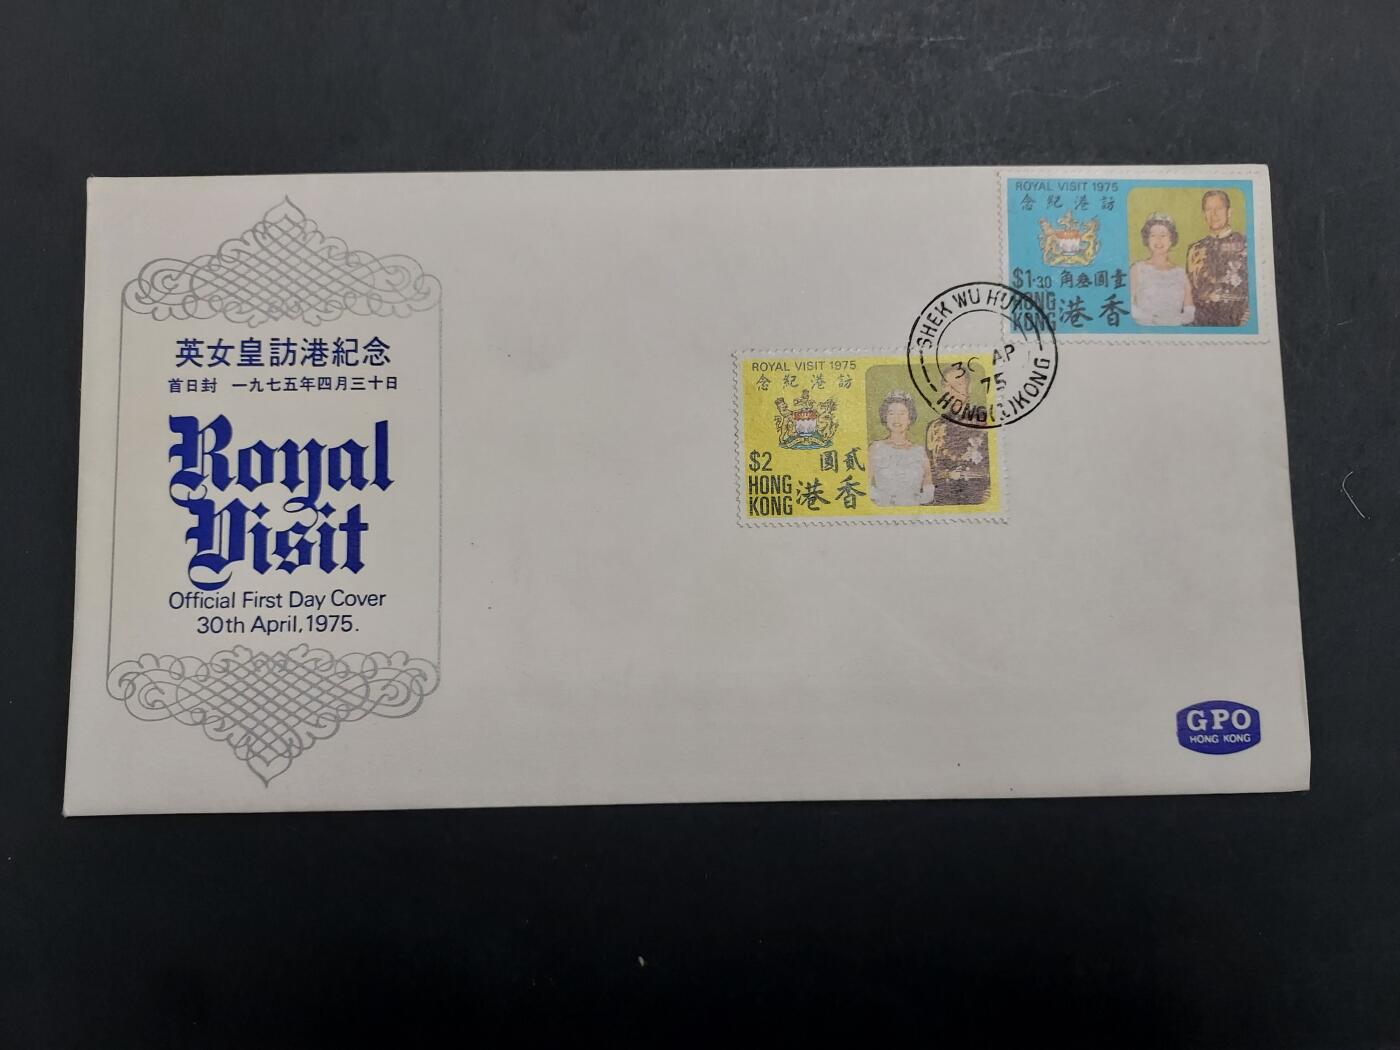 英女皇訪港紀念
首日封 一九七五年四月三十日
Royal
Visit
Official First Day Cover
30th April,1975.
ROYAL VISIT 1975
念紀港訪
$1·30 角叁圓壹
HONG
KONG 港香
SHEK WU HUI
30 AP
75
HONG(1)KONG
ROYAL VISIT 1975
念紀港訪
$2 圓貳
HONG
KONG 港香
GPO
HONG KONG